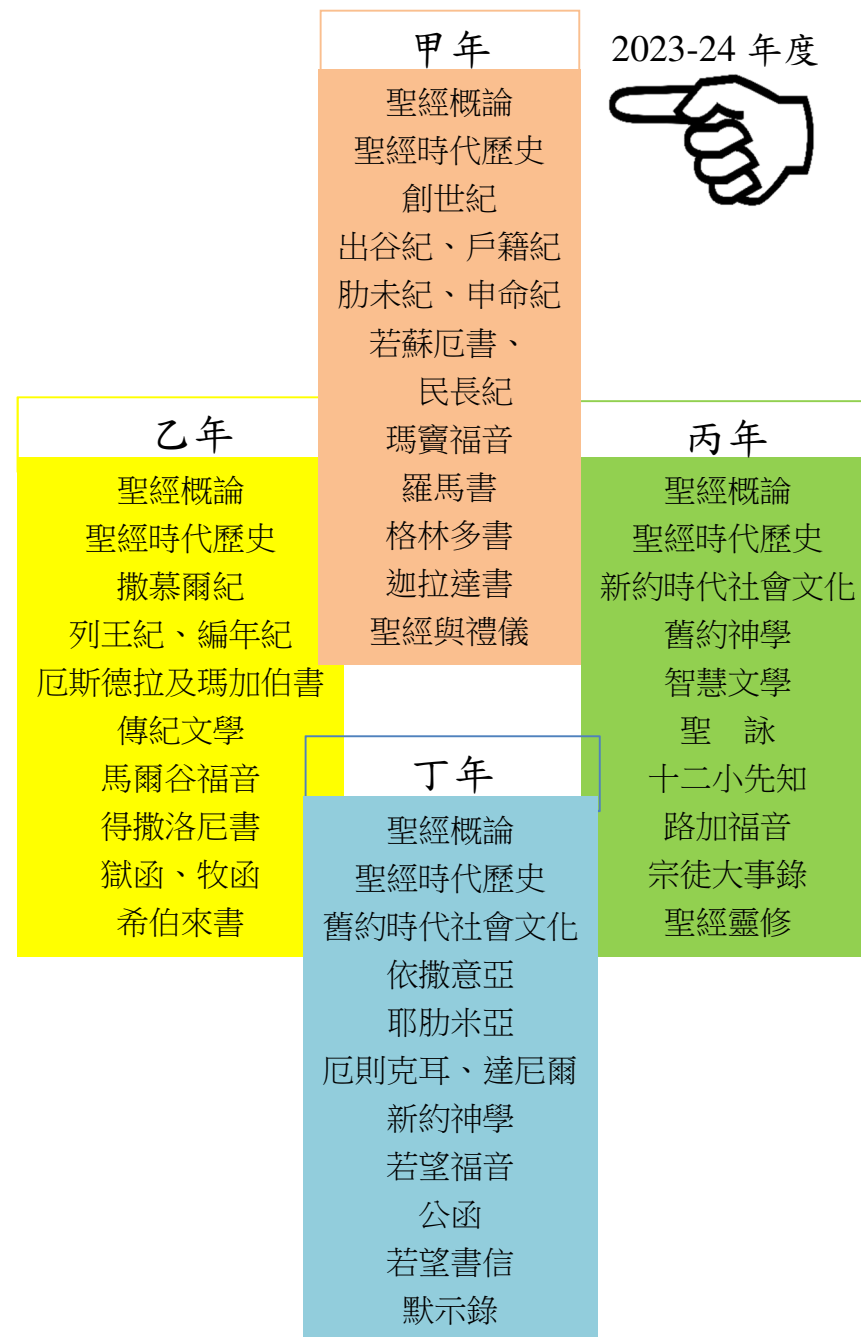 甲年
2023-24 年度
聖經概論
聖經時代歷史
創世紀
出谷紀、戶籍紀
肋未紀、申命紀
若蘇厄書、
民長紀
瑪竇福音
羅馬書
格林多書
迦拉達書
聖經與禮儀
乙年
聖經概論
聖經時代歷史
撒慕爾紀
列王紀、編年紀
厄斯德拉及瑪加伯書
傳紀文學
馬爾谷福音
得撒洛尼書
獄函、牧函
希伯來書
丙年
聖經概論
聖經時代歷史
新約時代社會文化
舊約神學
智慧文學
聖　詠
十二小先知
路加福音
宗徒大事錄
聖經靈修
丁年
聖經概論
聖經時代歷史
舊約時代社會文化
依撒意亞
耶肋米亞
厄則克耳、達尼爾
新約神學
若望福音
公函
若望書信
默示錄